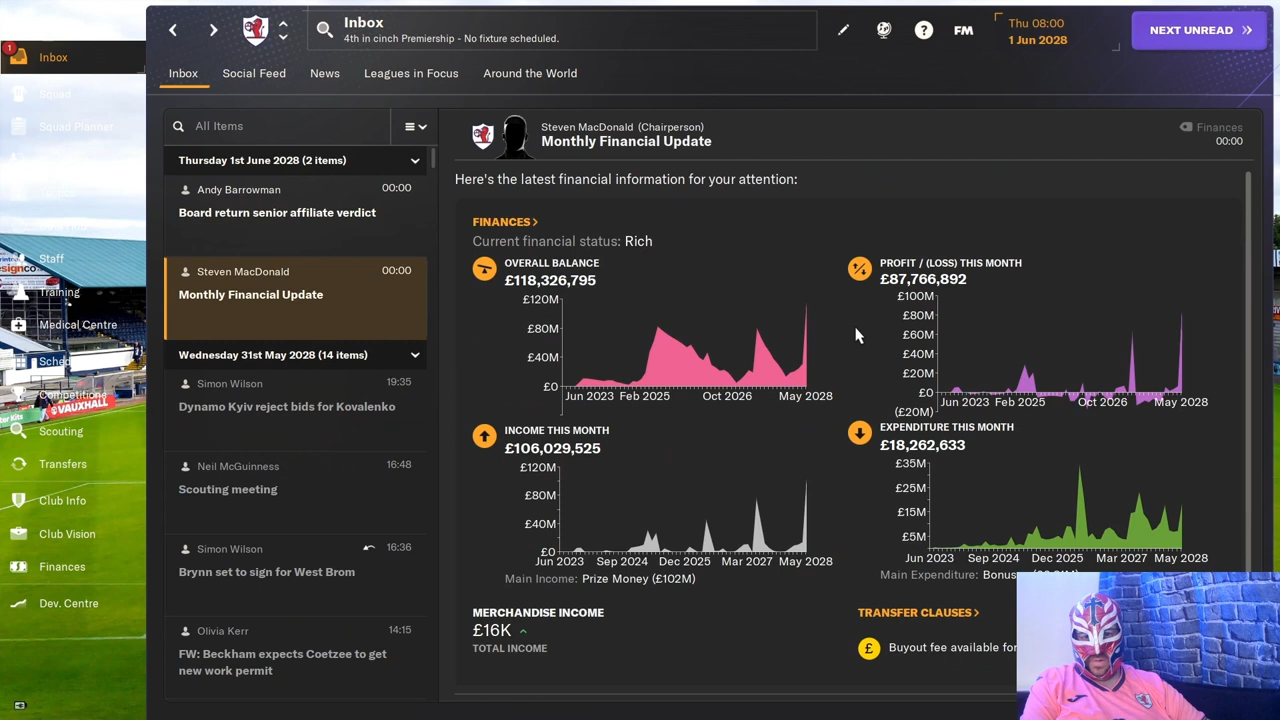 Inbox
4th in cinch Premiership - No fixture scheduled.
FM
Thu 08:00
1 Jun 2028
NEXT UNREAD
1
Inbox
Squad
Squad Planner
Staff
Training
Medical Centre
Sched
Competitions
Scouting
Transfers
Club Info
Club Vision
Finances
Dev. Centre
VAUXHALL
Inbox Social Feed News Leagues in Focus Around the World
All Items
Thursday 1st June 2028 (2 items)
Andy Barrowman 00:00
Board return senior affiliate verdict
Steven MacDonald 00:00
Monthly Financial Update
Wednesday 31st May 2028 (14 items)
Simon Wilson 19:35
Dynamo Kyiv reject bids for Kovalenko
Neil McGuinness 16:48
Scouting meeting
Simon Wilson 16:36
Brynn set to sign for West Brom
Olivia Kerr 14:15
FW: Beckham expects Coetzee to get
new work permit
Steven MacDonald (Chairperson)
Monthly Financial Update
Finances
00:00
Here's the latest financial information for your attention:
FINANCES >
Current financial status: Rich
OVERALL BALANCE
£118,326,795
£120M
£80M
£40M
£0
Jun 2023 Feb 2025 Oct 2026 May 2028
PROFIT / (LOSS) THIS MONTH
£87,766,892
£100M
£80M
£60M
£40M
£20M
£0
(£20M)
Jun 2023 Feb 2025 Oct 2026 May 2028
INCOME THIS MONTH
£106,029,525
£120M
£80M
£40M
£0
Jun 2023 Sep 2024 Dec 2025 Mar 2027 May 2028
Main Income: Prize Money (£102M)
EXPENDITURE THIS MONTH
£18,262,633
£35M
£25M
£15M
£5M
Jun 2023 Sep 2024 Dec 2025 Mar 2027 May 2028
Main Expenditure: Bonus
MERCHANDISE INCOME
£16K
TOTAL INCOME
TRANSFER CLAUSES >
£ Buyout fee available for